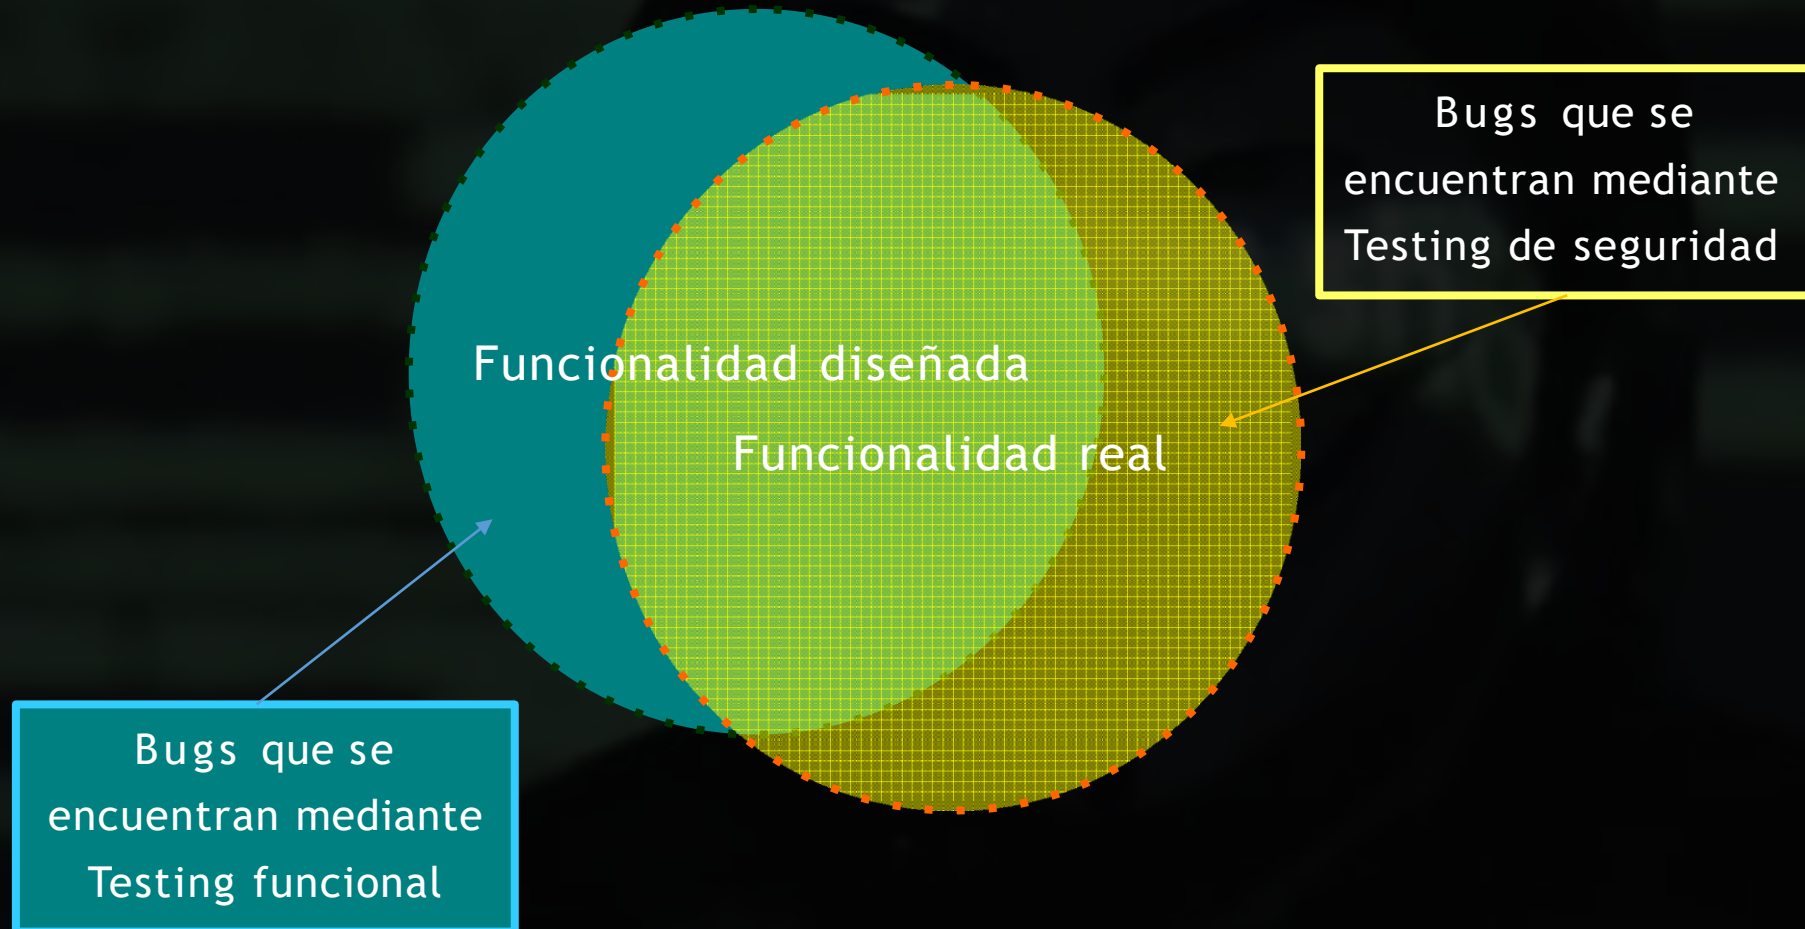 Bugs que se
encuentran mediante
Testing de seguridad
Funcionalidad diseñada
Funcionalidad real
Bugs que se
encuentran mediante
Testing funcional